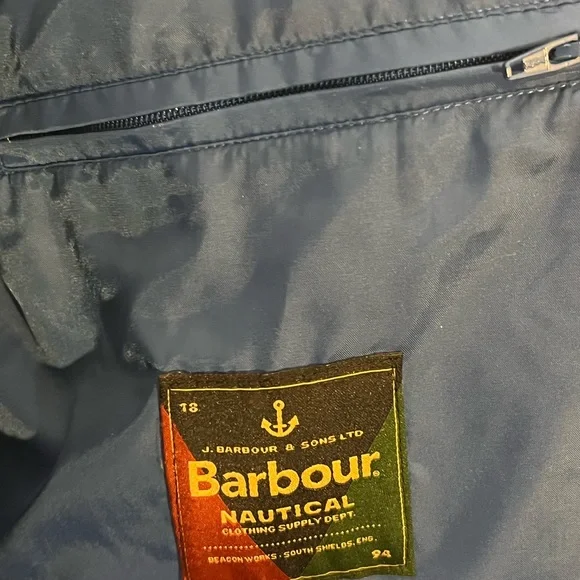 18
J. BARBOUR & SONS LTD
Barbour
NAUTICAL
CLOTHING SUPPLY DEPT.
BEACON WORKS · SOUTH SHIELDS, ENG.
94